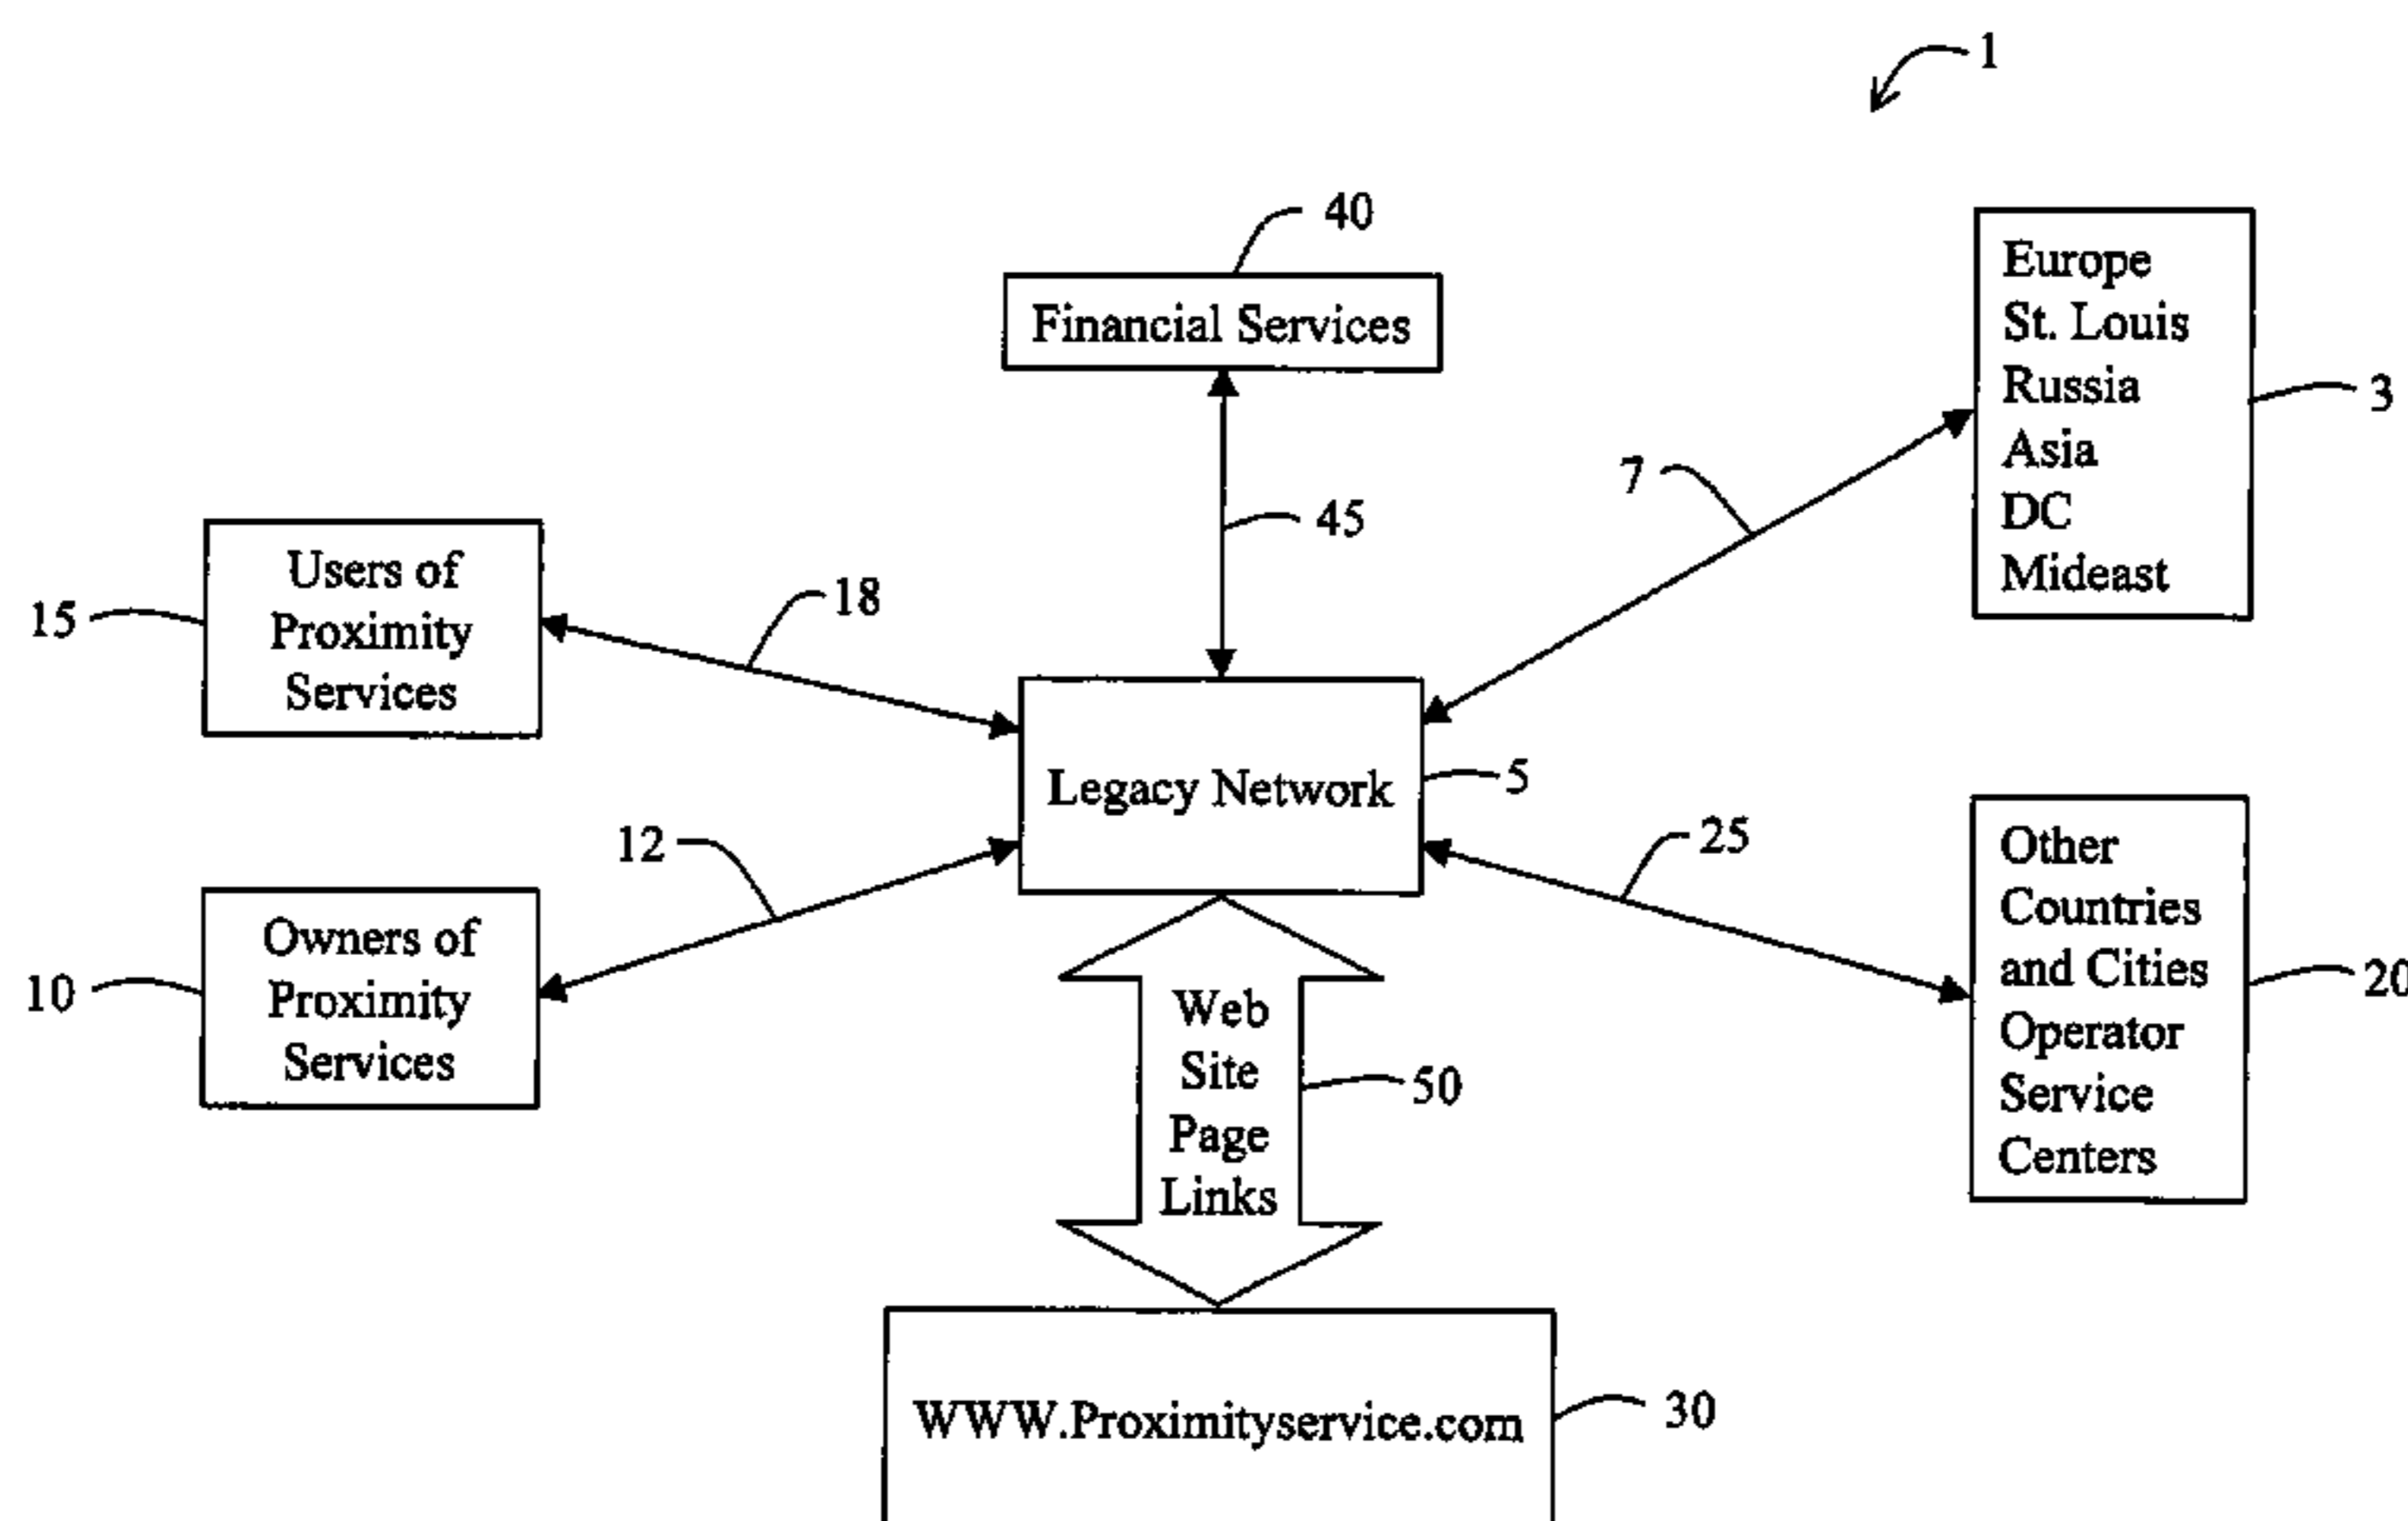 1
40
Financial Services
Europe
St. Louis
Russia
Asia
DC
Mideast
3
7
45
Users of
Proximity
Services
15
18
Legacy Network
5
12
25
Owners of
Proximity
Services
10
Other
Countries
and Cities
Operator
Service
Centers
20
Web
Site
Page
Links
50
WWW.Proximityservice.com
30